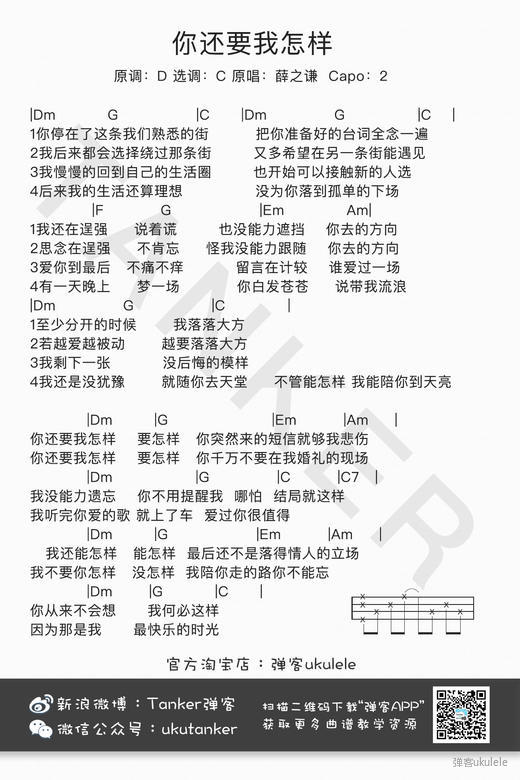 你还要我怎样
原调：D 选调：C 原唱：薛之谦 Capo：2
|Dm G |C |Dm G |C |
1你停在了这条我们熟悉的街 把你准备好的台词全念一遍
2我后来都会选择绕过那条街 又多希望在另一条街能遇见
3我慢慢的回到自己的生活圈 也开始可以接触新的人选
4后来我的生活还算理想 没为你落到孤单的下场
|F G |Em Am|
1我还在逞强 说着谎 也没能力遮挡 你去的方向
2思念在逞强 不肯忘 怪我没能力跟随 你去的方向
3爱你到最后 不痛不痒 留言在计较 谁爱过一场
4有一天晚上 梦一场 你白发苍苍 说带我流浪
|Dm G |C |
1至少分开的时候 我落落大方
2若越爱越被动 越要落落大方
3我剩下一张 没后悔的模样
4我还是没犹豫 就随你去天堂 不管能怎样 我能陪你到天亮
|Dm |G |Em |Am |
你还要我怎样 要怎样 你突然来的短信就够我悲伤
你还要我怎样 要怎样 你千万不要在我婚礼的现场
|Dm |G |C |C7 |
我没能力遗忘 你不用提醒我 哪怕 结局就这样
我听完你爱的歌 就上了车 爱过你很值得
|Dm |G |Em |Am |
我还能怎样 能怎样 最后还不是落得情人的立场
我不要你怎样 没怎样 我陪你走的路你不能忘
|Dm |G |C |
你从来不会想 我何必这样
因为那是我 最快乐的时光
官方淘宝店：弹客ukulele
新浪微博：Tanker弹客
微信公众号：ukutanker
扫描二维码下载“弹客APP”
获取更多曲谱教学资源
弹客ukulele
TANKER